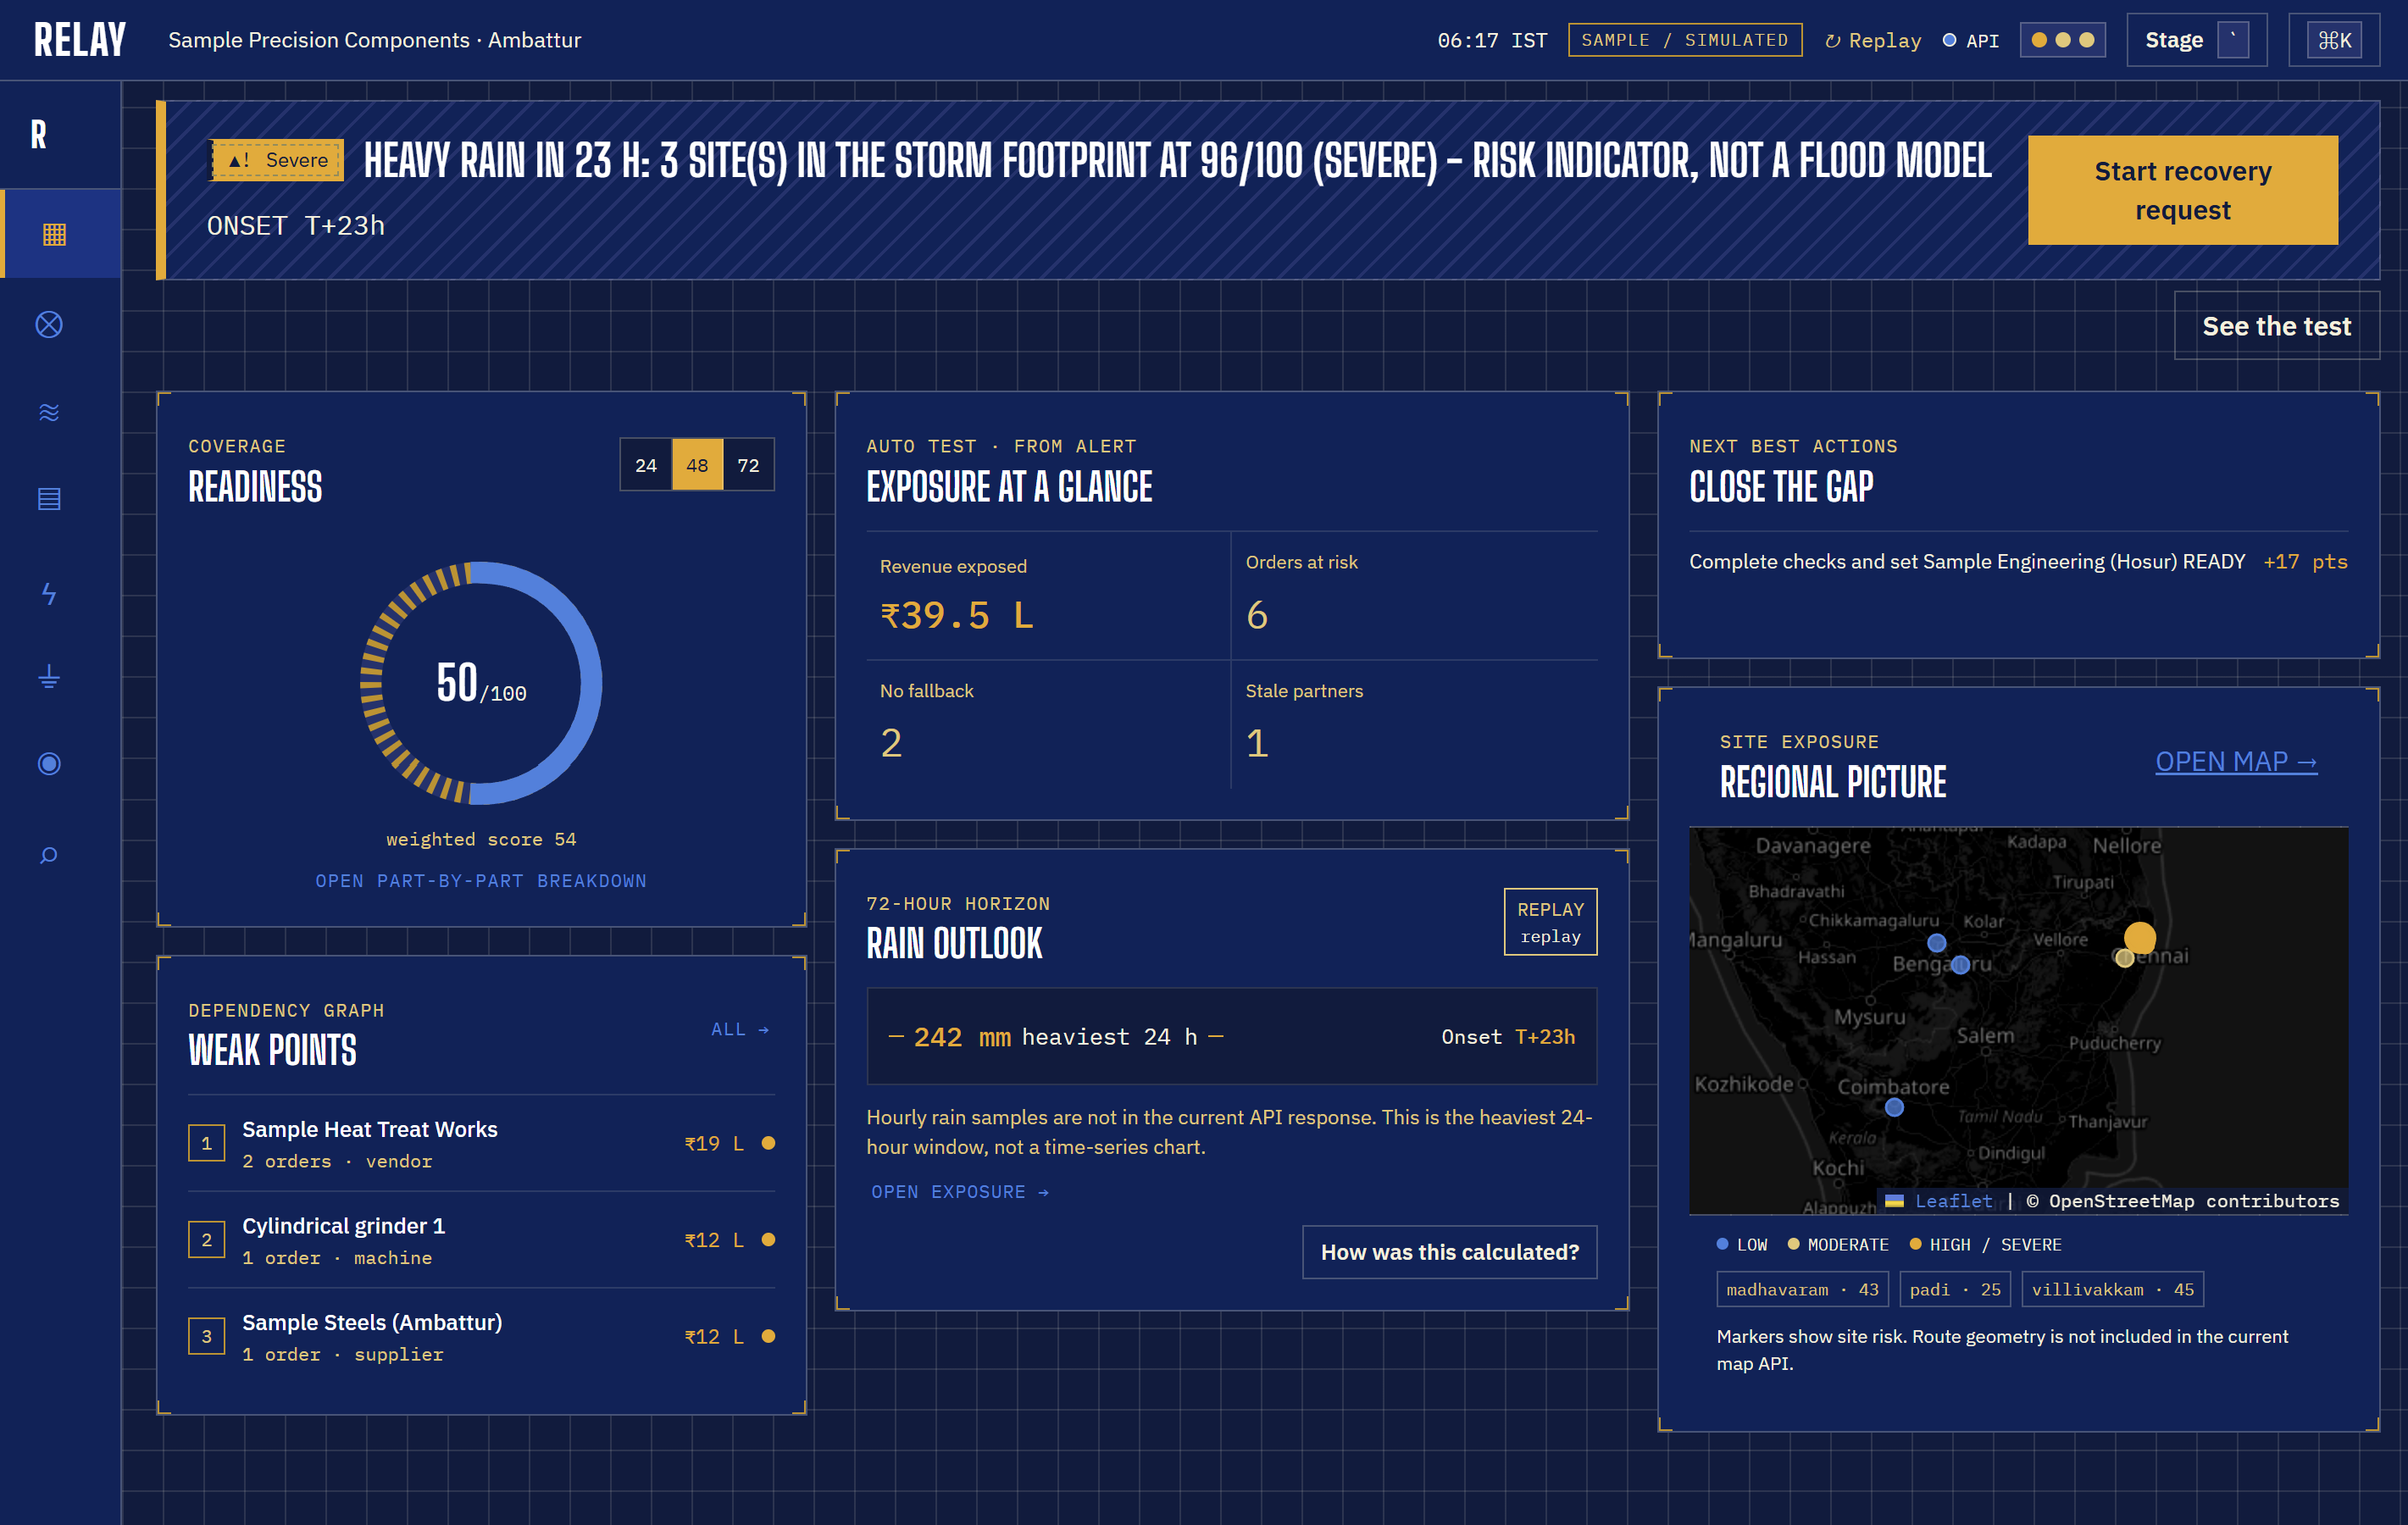 RELAY
Sample Precision Components · Ambattur
06:17 IST
SAMPLE / SIMULATED
↻ Replay
API
Stage `
⌘K
R
▲! Severe
HEAVY RAIN IN 23 H: 3 SITE(S) IN THE STORM FOOTPRINT AT 96/100 (SEVERE) – RISK INDICATOR, NOT A FLOOD MODEL
ONSET T+23h
Start recovery
request
See the test
COVERAGE
READINESS
24 48 72
50/100
weighted score 54
OPEN PART-BY-PART BREAKDOWN
DEPENDENCY GRAPH
WEAK POINTS
ALL →
1 Sample Heat Treat Works ₹19 L
2 orders · vendor
2 Cylindrical grinder 1 ₹12 L
1 order · machine
3 Sample Steels (Ambattur) ₹12 L
1 order · supplier
AUTO TEST · FROM ALERT
EXPOSURE AT A GLANCE
Revenue exposed
₹39.5 L
Orders at risk
6
No fallback
2
Stale partners
1
72-HOUR HORIZON
RAIN OUTLOOK
REPLAY
replay
— 242 mm heaviest 24 h — Onset T+23h
Hourly rain samples are not in the current API response. This is the heaviest 24-
hour window, not a time-series chart.
OPEN EXPOSURE →
How was this calculated?
NEXT BEST ACTIONS
CLOSE THE GAP
Complete checks and set Sample Engineering (Hosur) READY +17 pts
SITE EXPOSURE
REGIONAL PICTURE
OPEN MAP →
Davanagere
Kadapa
Nellore
Bhadravathi
Tirupati
Chikkamagaluru
Kolar
Mangaluru
Vellore
Hassan
Mysuru
Salem
Puducherry
Kozhikode
Coimbatore
Tamil Nadu
Thanjavur
Kerala
Dindigul
Kochi
Leaflet | © OpenStreetMap contributors
LOW MODERATE HIGH / SEVERE
madhavaram · 43
padi · 25
villivakkam · 45
Markers show site risk. Route geometry is not included in the current
map API.